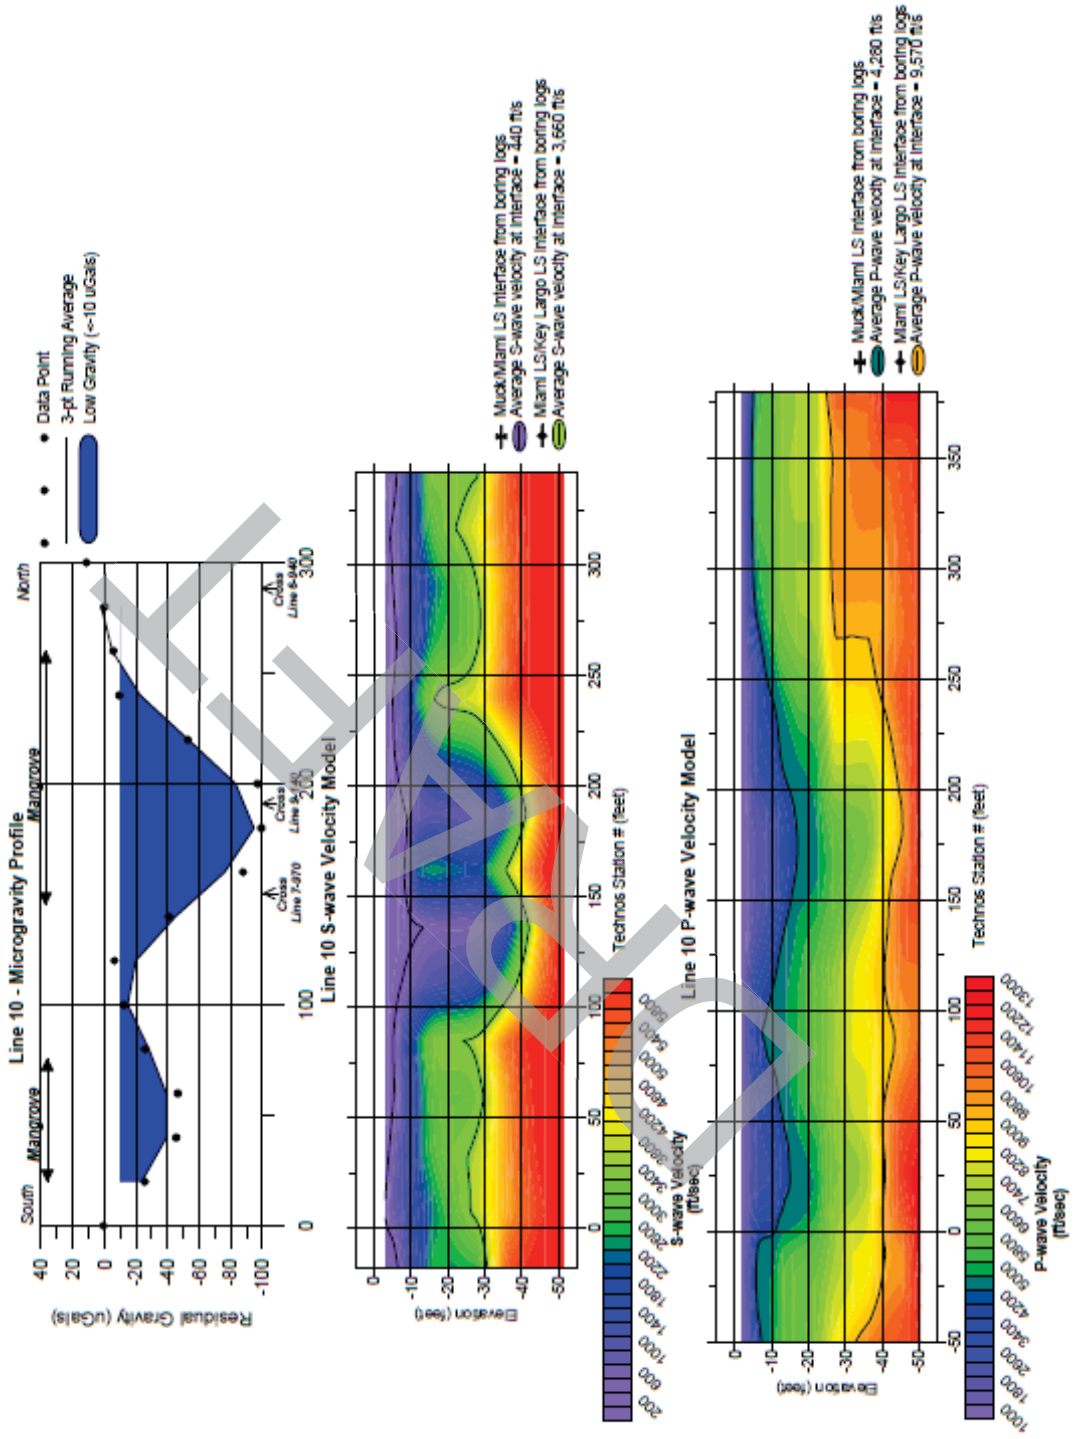 Line 10 - Microgravity Profile
South
North
Mangrove
Mangrove
Data Point
3-pt Running Average
Low Gravity (<-10 uGals)
Residual Gravity (uGals)
40
20
0
-20
-40
-60
-80
-100
0
100
200
300
Cross
Line 7-970
Cross
Line 9-140
Cross
Line 6-940
Line 10 S-wave Velocity Model
Elevation (feet)
0
-10
-20
-30
-40
-50
0
50
100
150
200
250
300
Technos Station # (feet)
Muck/Miami LS Interface from boring logs
Average S-wave velocity at Interface = 440 ft/s
Miami LS/Key Largo LS Interface from boring logs
Average S-wave velocity at Interface = 3,660 ft/s
200
600
1000
1400
1800
2200
2600
3000
3400
3800
4200
4600
5000
5400
5800
S-wave Velocity
(ft/sec)
Line 10 P-wave Velocity Model
Elevation (feet)
0
-10
-20
-30
-40
-50
-50
0
50
100
150
200
250
300
350
Technos Station # (feet)
Muck/Miami LS Interface from boring logs
Average P-wave velocity at Interface = 4,260 ft/s
Miami LS/Key Largo LS Interface from boring logs
Average P-wave velocity at Interface = 9,570 ft/s
1000
1800
2600
3400
4200
5000
5800
6600
7400
8200
9000
9800
10600
11400
12200
13000
P-wave Velocity
(ft/sec)
DRAFT